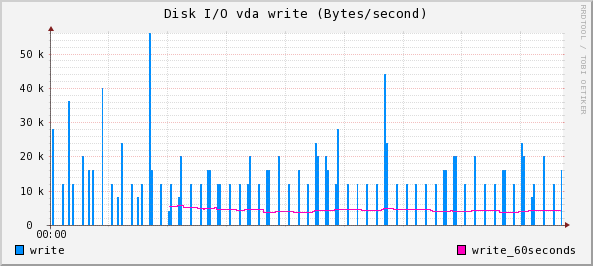 Disk I/O vda write (Bytes/second)
RRDTOOL / TOBI OETIKER
50 k
40 k
30 k
20 k
10 k
0
00:00
write
write_60seconds